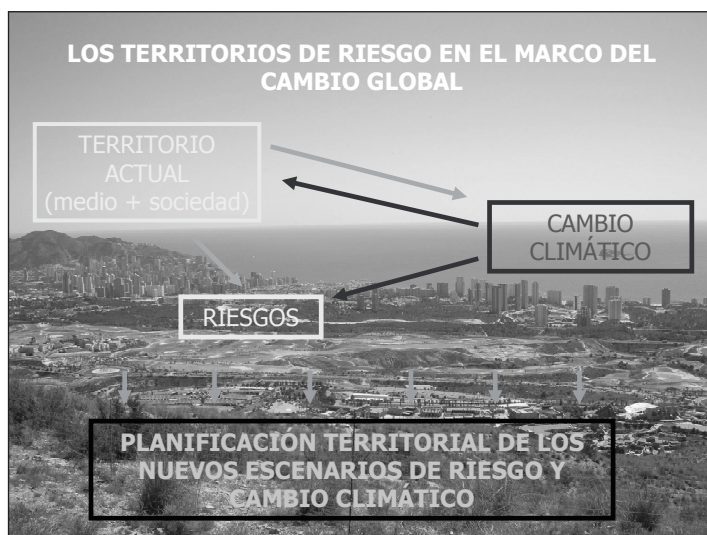 LOS TERRITORIOS DE RIESGO EN EL MARCO DEL
CAMBIO GLOBAL
TERRITORIO
ACTUAL
(medio + sociedad)
CAMBIO
CLIMÁTICO
RIESGOS
PLANIFICACIÓN TERRITORIAL DE LOS
NUEVOS ESCENARIOS DE RIESGO Y
CAMBIO CLIMÁTICO